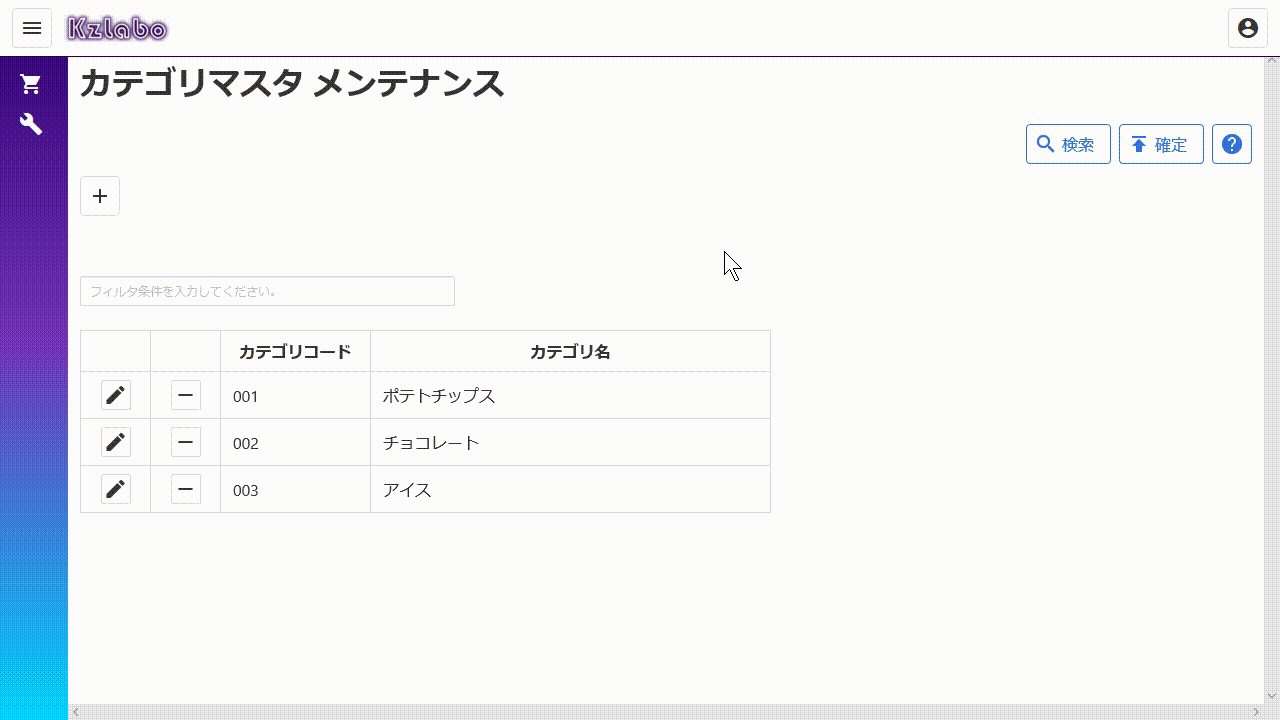 Kzlabo
カテゴリマスタ メンテナンス
検索 確定
フィルタ条件を入力してください。
カテゴリコード カテゴリ名
001 ポテトチップス
002 チョコレート
003 アイス